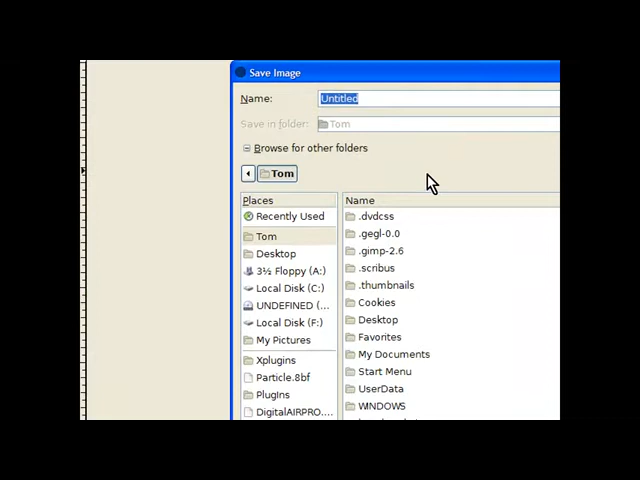 Save Image
Name: Untitled
Save in folder: Tom
Browse for other folders
Tom
Places
Recently Used
Tom
Desktop
3½ Floppy (A:)
Local Disk (C:)
UNDEFINED (...
Local Disk (F:)
My Pictures
Xplugins
Particle.8bf
PlugIns
DigitalAIRPRO....
Name
.dvdcss
.gegl-0.0
.gimp-2.6
.scribus
.thumbnails
Cookies
Desktop
Favorites
My Documents
Start Menu
UserData
WINDOWS